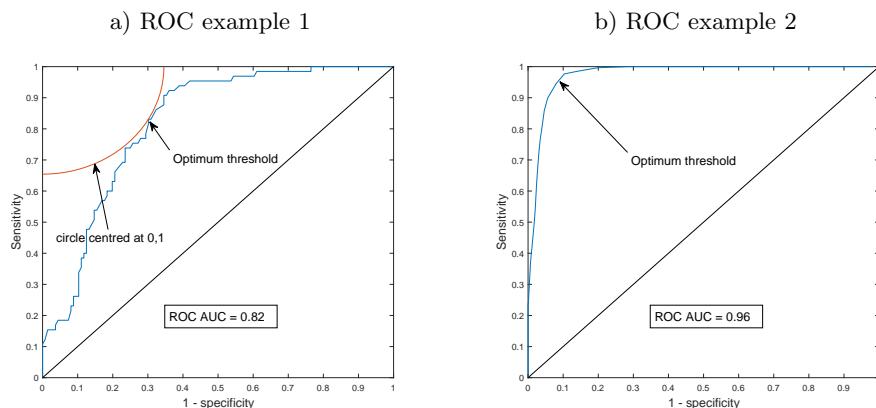 a) ROC example 1
1
0.9
0.8
0.7
0.6
0.5
0.4
0.3
0.2
0.1
0
Sensitivity
Optimum threshold
circle centred at 0,1
ROC AUC = 0.82
0 0.1 0.2 0.3 0.4 0.5 0.6 0.7 0.8 0.9 1
1 - specificity
b) ROC example 2
1
0.9
0.8
0.7
0.6
0.5
0.4
0.3
0.2
0.1
0
Sensitivity
Optimum threshold
ROC AUC = 0.96
0 0.1 0.2 0.3 0.4 0.5 0.6 0.7 0.8 0.9 1
1 - specificity